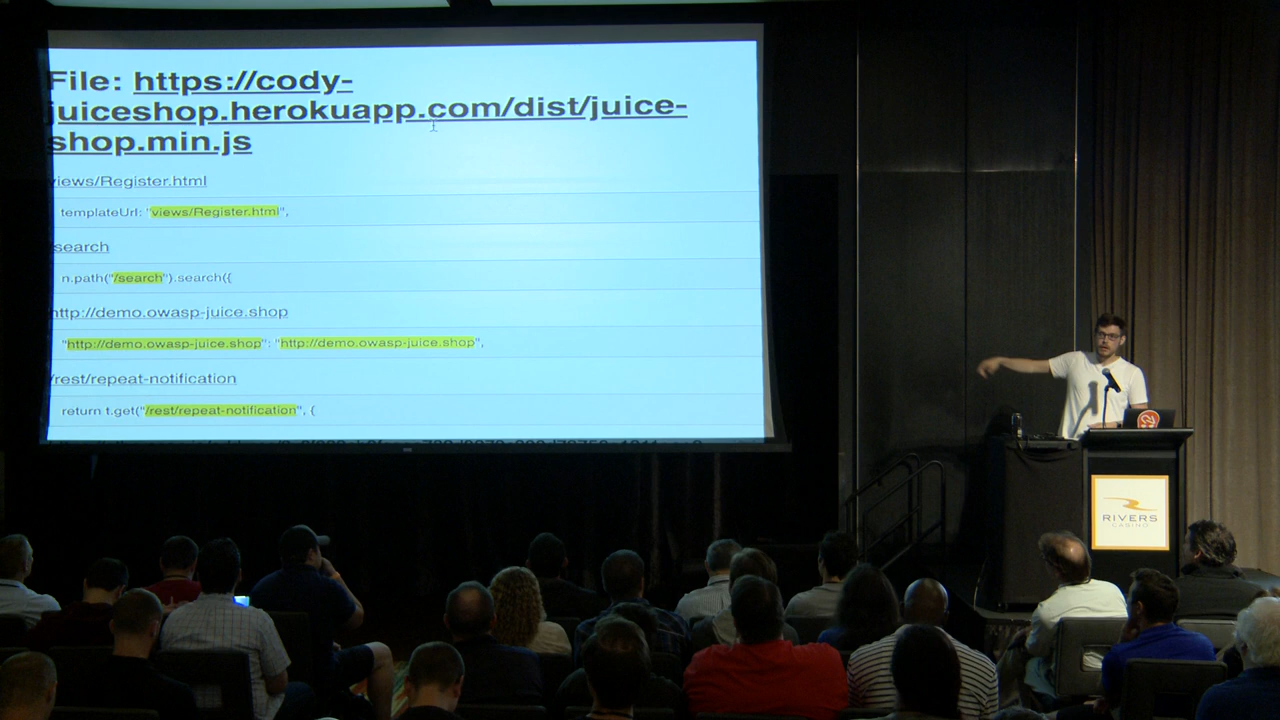 File: https://cody-
juiceshop.herokuapp.com/dist/juice-
shop.min.js
views/Register.html
templateUrl: "views/Register.html",
/search
n.path("/search").search({
http://demo.owasp-juice.shop
"http://demo.owasp-juice.shop": "http://demo.owasp-juice.shop",
/rest/repeat-notification
return t.get("/rest/repeat-notification", {
RIVERS
CASINO